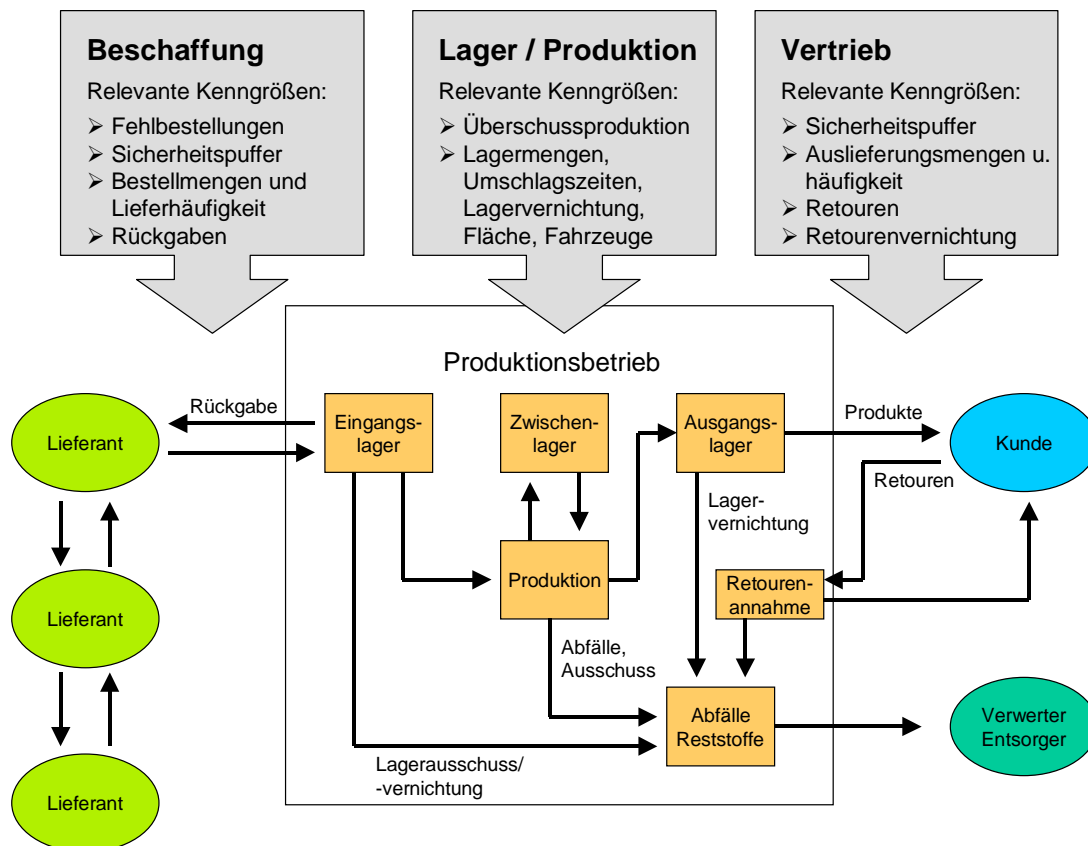 Beschaffung
Relevante Kenngrößen:
➢ Fehlbestellungen
➢ Sicherheitspuffer
➢ Bestellmengen und
Lieferhäufigkeit
➢ Rückgaben
Lager / Produktion
Relevante Kenngrößen:
➢ Überschussproduktion
➢ Lagermengen,
Umschlagszeiten,
Lagervernichtung,
Fläche, Fahrzeuge
Vertrieb
Relevante Kenngrößen:
➢ Sicherheitspuffer
➢ Auslieferungsmengen u.
häufigkeit
➢ Retouren
➢ Retourenvernichtung
Produktionsbetrieb
Lieferant
Rückgabe
Eingangs-
lager
Zwischen-
lager
Ausgangs-
lager
Produkte
Kunde
Retouren
Lager-
vernichtung
Produktion
Retouren-
annahme
Lieferant
Abfälle,
Ausschuss
Abfälle
Reststoffe
Verwerter
Entsorger
Lagerausschuss/
-vernichtung
Lieferant